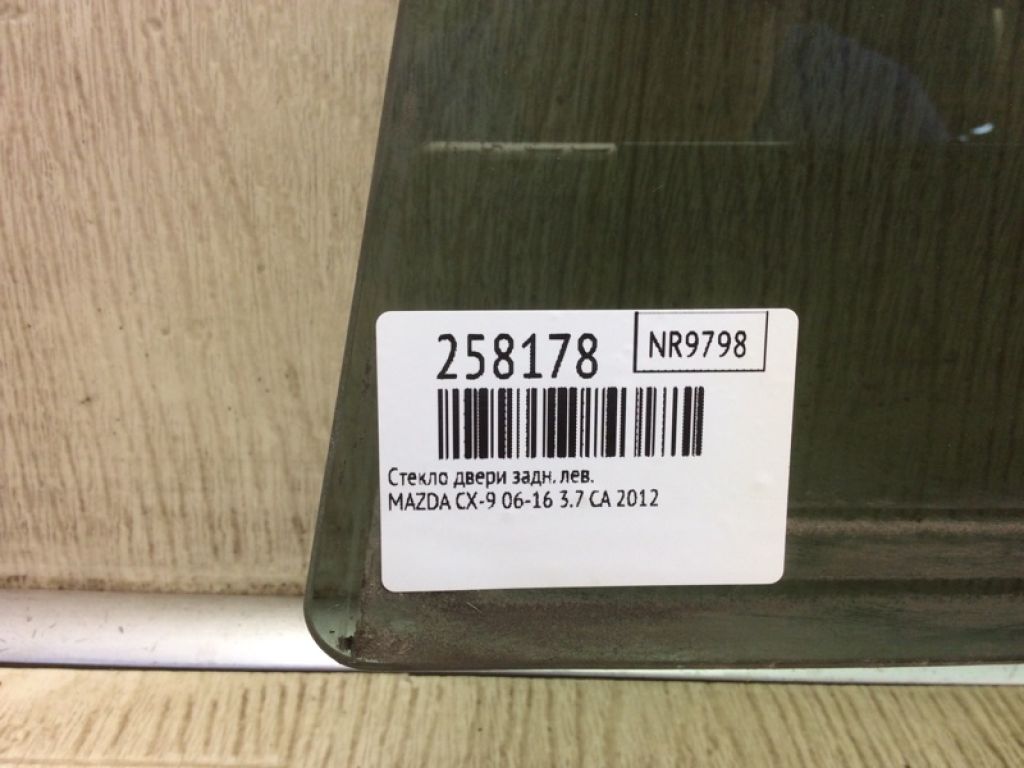 258178
NR9798
Стекло двери задн. лев.
MAZDA CX-9 06-16 3.7 CA 2012